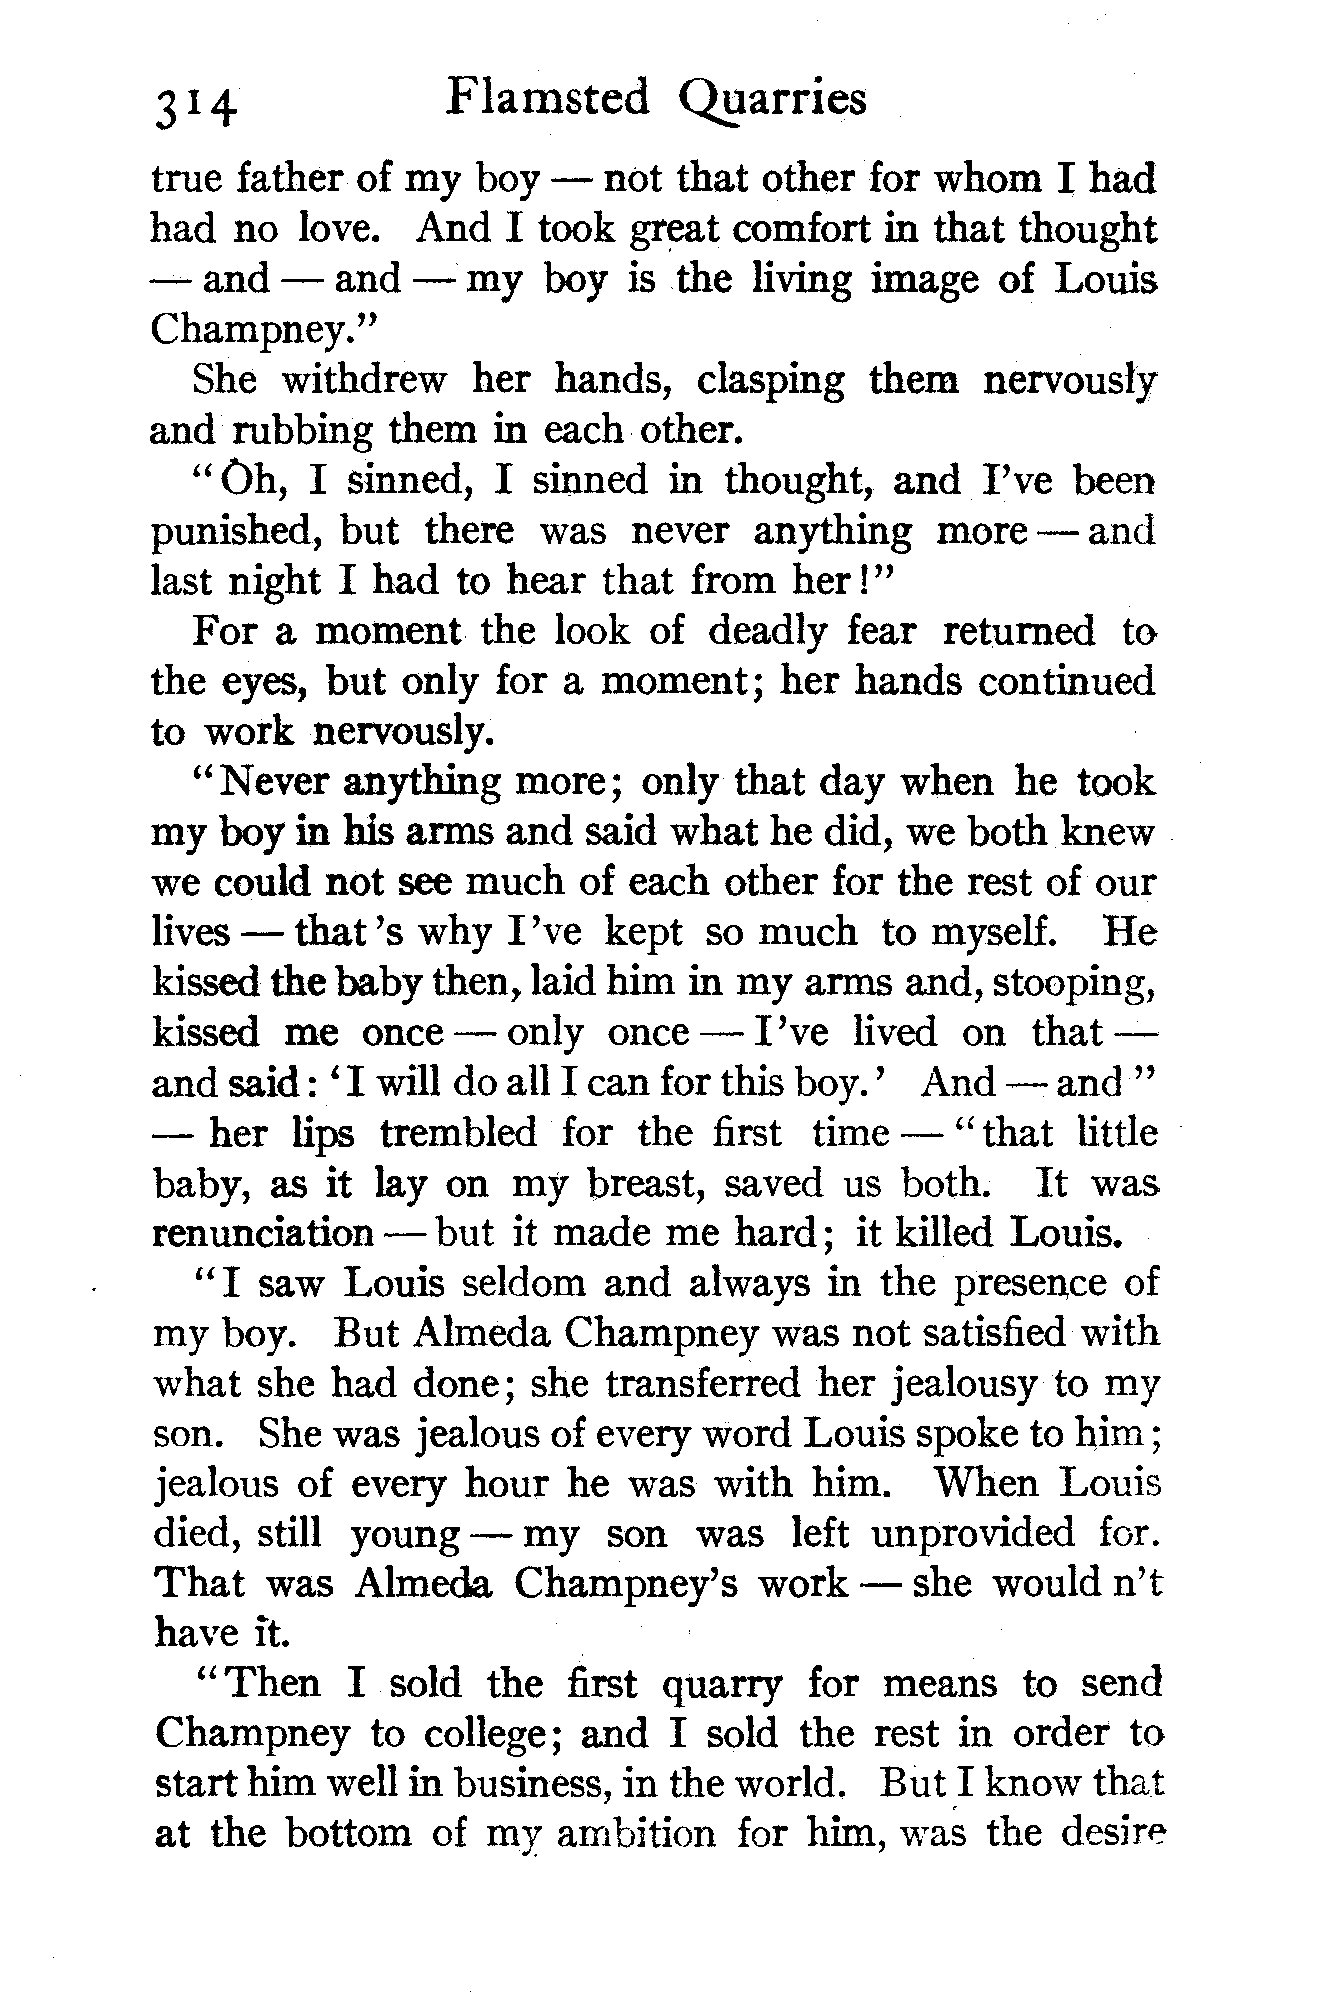 314 Flamsted Quarries
true father of my boy — not that other for whom I had
had no love. And I took great comfort in that thought
— and — and — my boy is the living image of Louis
Champney."
She withdrew her hands, clasping them nervously
and rubbing them in each other.
"Oh, I sinned, I sinned in thought, and I've been
punished, but there was never anything more — and
last night I had to hear that from her!"
For a moment the look of deadly fear returned to
the eyes, but only for a moment; her hands continued
to work nervously.
"Never anything more; only that day when he took
my boy in his arms and said what he did, we both knew
we could not see much of each other for the rest of our
lives — that's why I've kept so much to myself. He
kissed the baby then, laid him in my arms and, stooping,
kissed me once — only once — I've lived on that —
and said: 'I will do all I can for this boy.' And — and"
— her lips trembled for the first time — "that little
baby, as it lay on my breast, saved us both. It was
renunciation — but it made me hard; it killed Louis.
"I saw Louis seldom and always in the presence of
my boy. But Almeda Champney was not satisfied with
what she had done; she transferred her jealousy to my
son. She was jealous of every word Louis spoke to him;
jealous of every hour he was with him. When Louis
died, still young — my son was left unprovided for.
That was Almeda Champney's work — she would n't
have it.
"Then I sold the first quarry for means to send
Champney to college; and I sold the rest in order to
start him well in business, in the world. But I know that
at the bottom of my ambition for him, was the desire